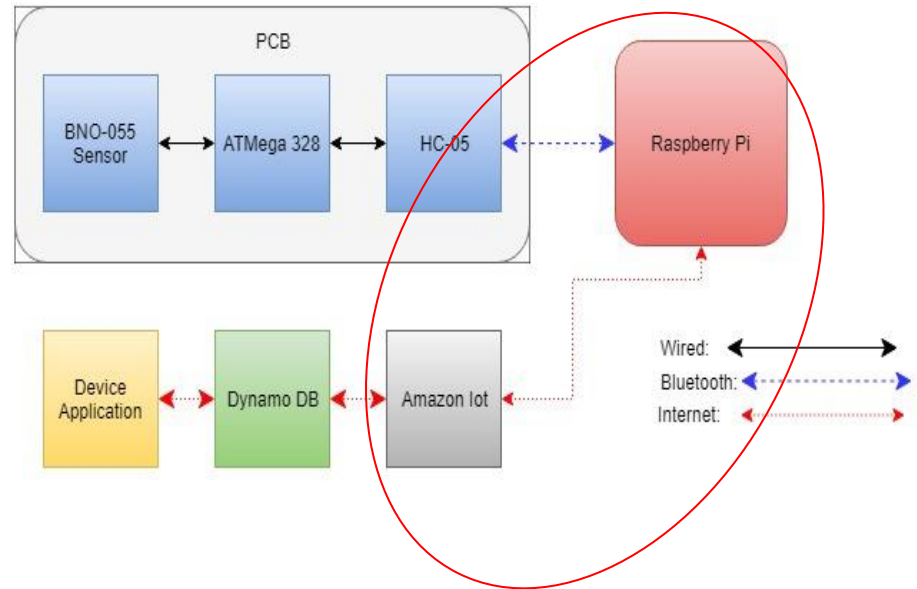 PCB
BNO-055
Sensor
ATMega 328
HC-05
Raspberry Pi
Device
Application
Dynamo DB
Amazon Iot
Wired:
Bluetooth:
Internet: